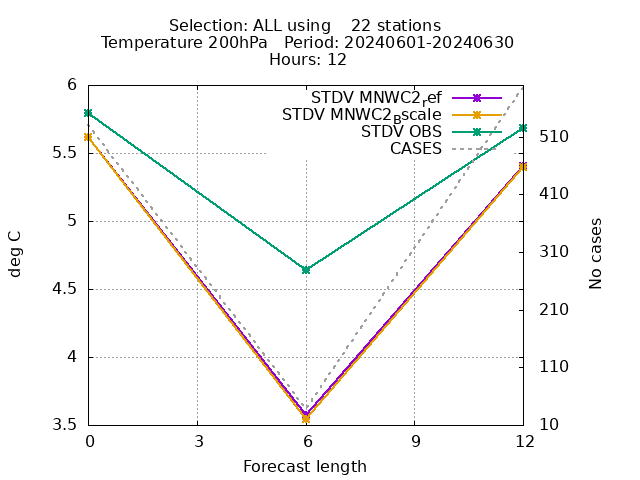 Selection: ALL using    22 stations
Temperature 200hPa   Period: 20240601-20240630
Hours: 12
STDV MNWC2ref
STDV MNWC2Bscale
STDV OBS
CASES
6
5.5
5
4.5
4
3.5
510
410
310
210
110
10
deg C
No cases
0 3 6 9 12
Forecast length